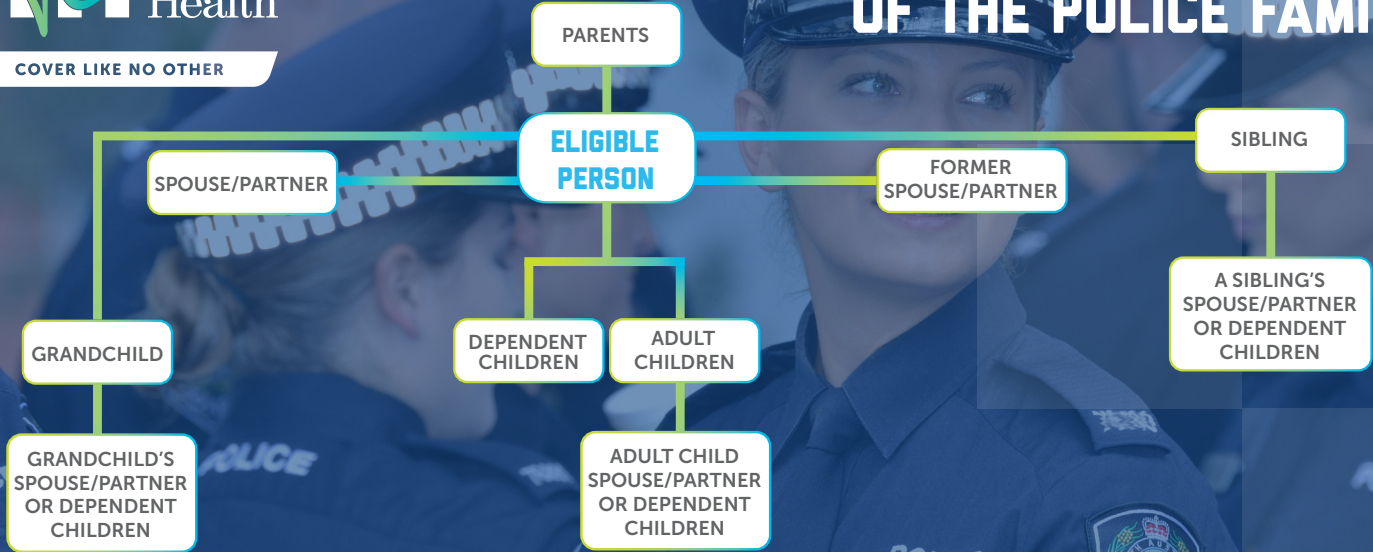 Health
OF THE POLICE FAMI
COVER LIKE NO OTHER
PARENTS
ELIGIBLE
PERSON
SIBLING
SPOUSE/PARTNER
FORMER
SPOUSE/PARTNER
A SIBLING'S
SPOUSE/PARTNER
OR DEPENDENT
CHILDREN
GRANDCHILD
DEPENDENT
CHILDREN
ADULT
CHILDREN
GRANDCHILD'S
SPOUSE/PARTNER
OR DEPENDENT
CHILDREN
ADULT CHILD
SPOUSE/PARTNER
OR DEPENDENT
CHILDREN
POLICE